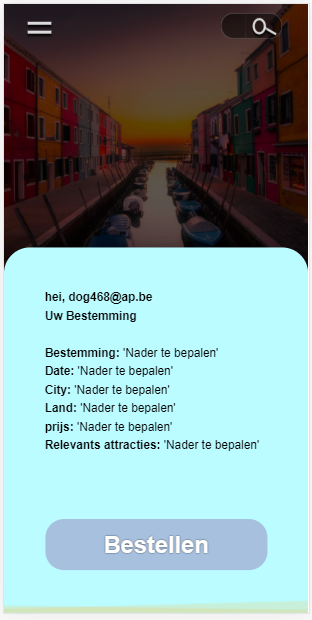 hei, dog468@ap.be
Uw Bestemming
Bestemming: 'Nader te bepalen'
Date: 'Nader te bepalen'
City: 'Nader te bepalen'
Land: 'Nader te bepalen'
prijs: 'Nader te bepalen'
Relevants attracties: 'Nader te bepalen'
Bestellen